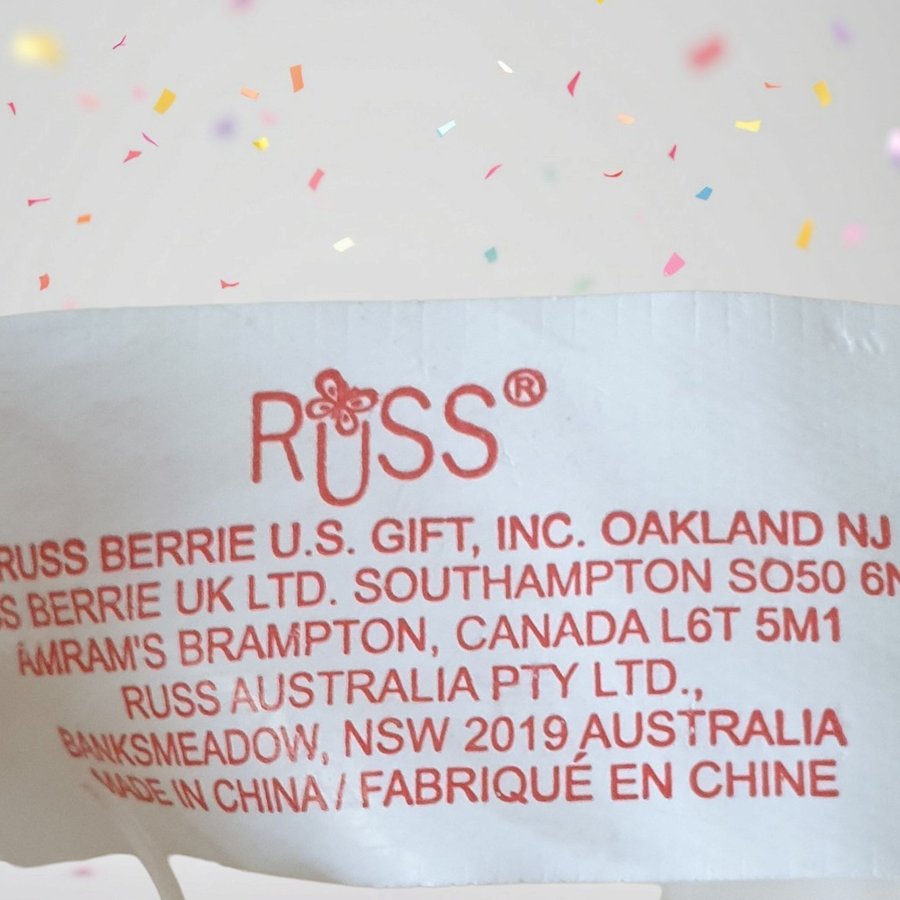 RUSS®
RUSS BERRIE U.S. GIFT, INC. OAKLAND NJ
BERRIE UK LTD. SOUTHAMPTON SO50
AMRAM'S BRAMPTON, CANADA L6T 5M1
RUSS AUSTRALIA PTY LTD.,
BANKSMEADOW, NSW 2019 AUSTRALIA
MADE IN CHINA / FABRIQUÉ EN CHINE